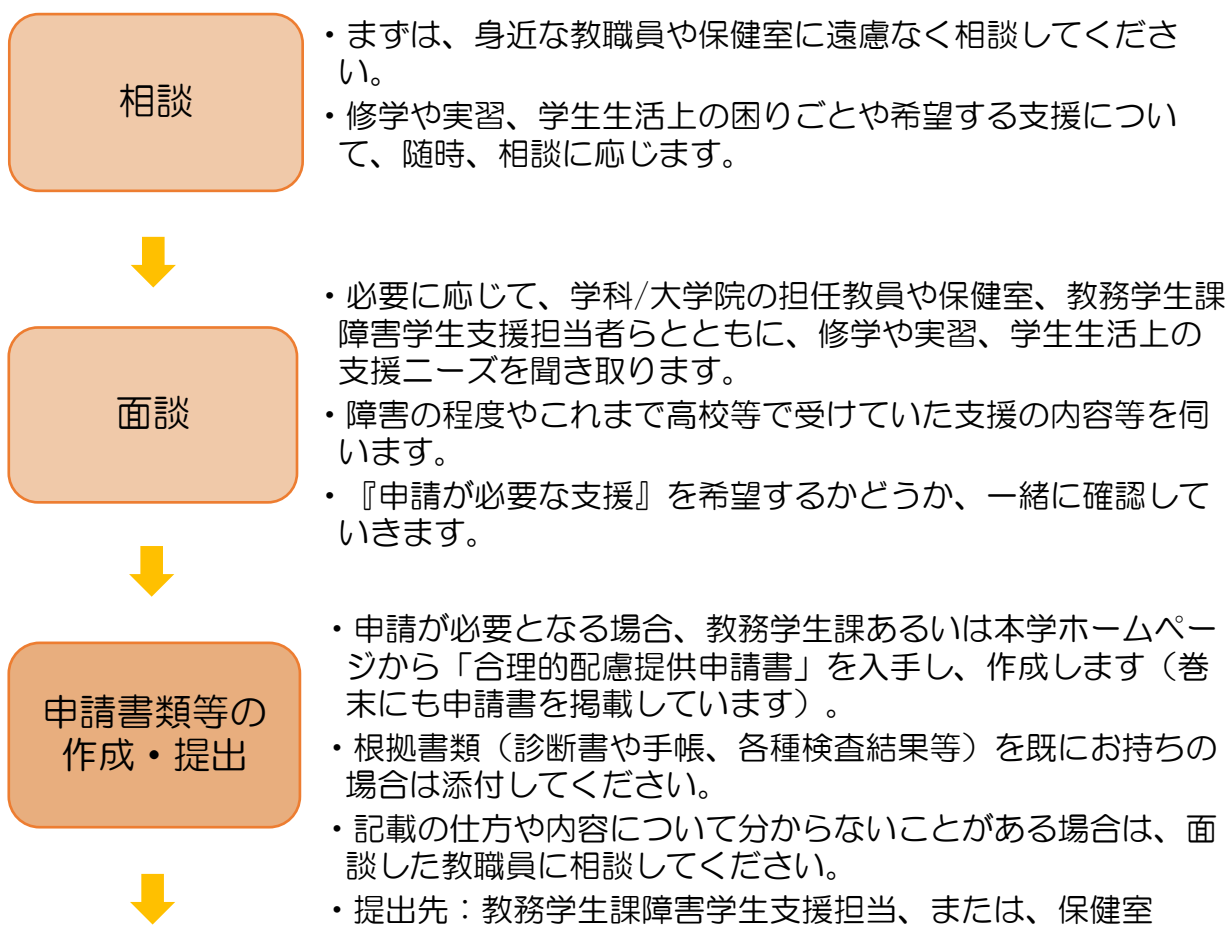 相談
・まずは、身近な教職員や保健室に遠慮なく相談してくださ
い。
・修学や実習、学生生活上の困りごとや希望する支援につい
て、随時、相談に応じます。
面談
・必要に応じて、学科/大学院の担任教員や保健室、教務学生課
障害学生支援担当者らとともに、修学や実習、学生生活上の
支援ニーズを聞き取ります。
・障害の程度やこれまで高校等で受けていた支援の内容等を伺
います。
・『申請が必要な支援』を希望するかどうか、一緒に確認して
いきます。
申請書類等の
作成・提出
・申請が必要となる場合、教務学生課あるいは本学ホームペー
ジから「合理的配慮提供申請書」を入手し、作成します（巻
末にも申請書を掲載しています）。
・根拠書類（診断書や手帳、各種検査結果等）を既にお持ちの
場合は添付してください。
・記載の仕方や内容について分からないことがある場合は、面
談した教職員に相談してください。
・提出先：教務学生課障害学生支援担当、または、保健室